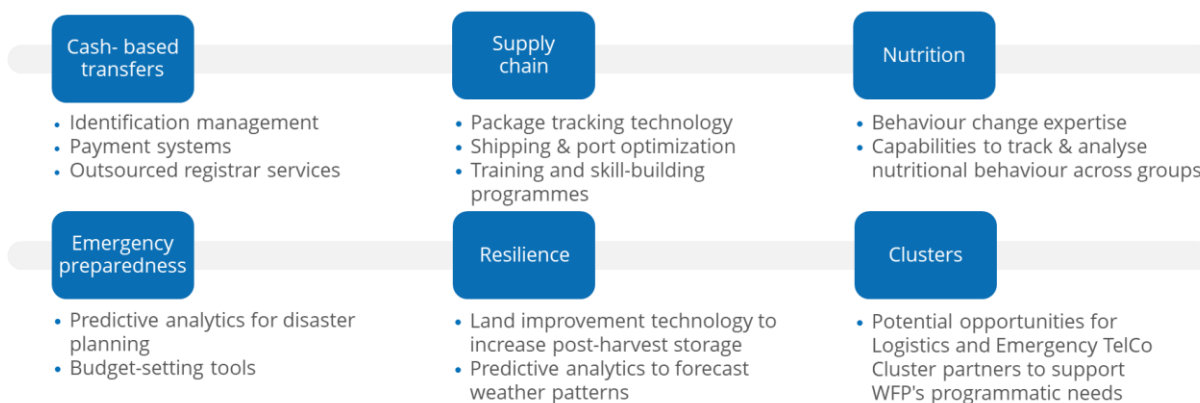 Cash- based
transfers
• Identification management
• Payment systems
• Outsourced registrar services
Supply
chain
• Package tracking technology
• Shipping & port optimization
• Training and skill-building
programmes
Nutrition
• Behaviour change expertise
• Capabilities to track & analyse
nutritional behaviour across groups
Emergency
preparedness
• Predictive analytics for disaster
planning
• Budget-setting tools
Resilience
• Land improvement technology to
increase post-harvest storage
• Predictive analytics to forecast
weather patterns
Clusters
• Potential opportunities for
Logistics and Emergency TelCo
Cluster partners to support
WFP's programmatic needs